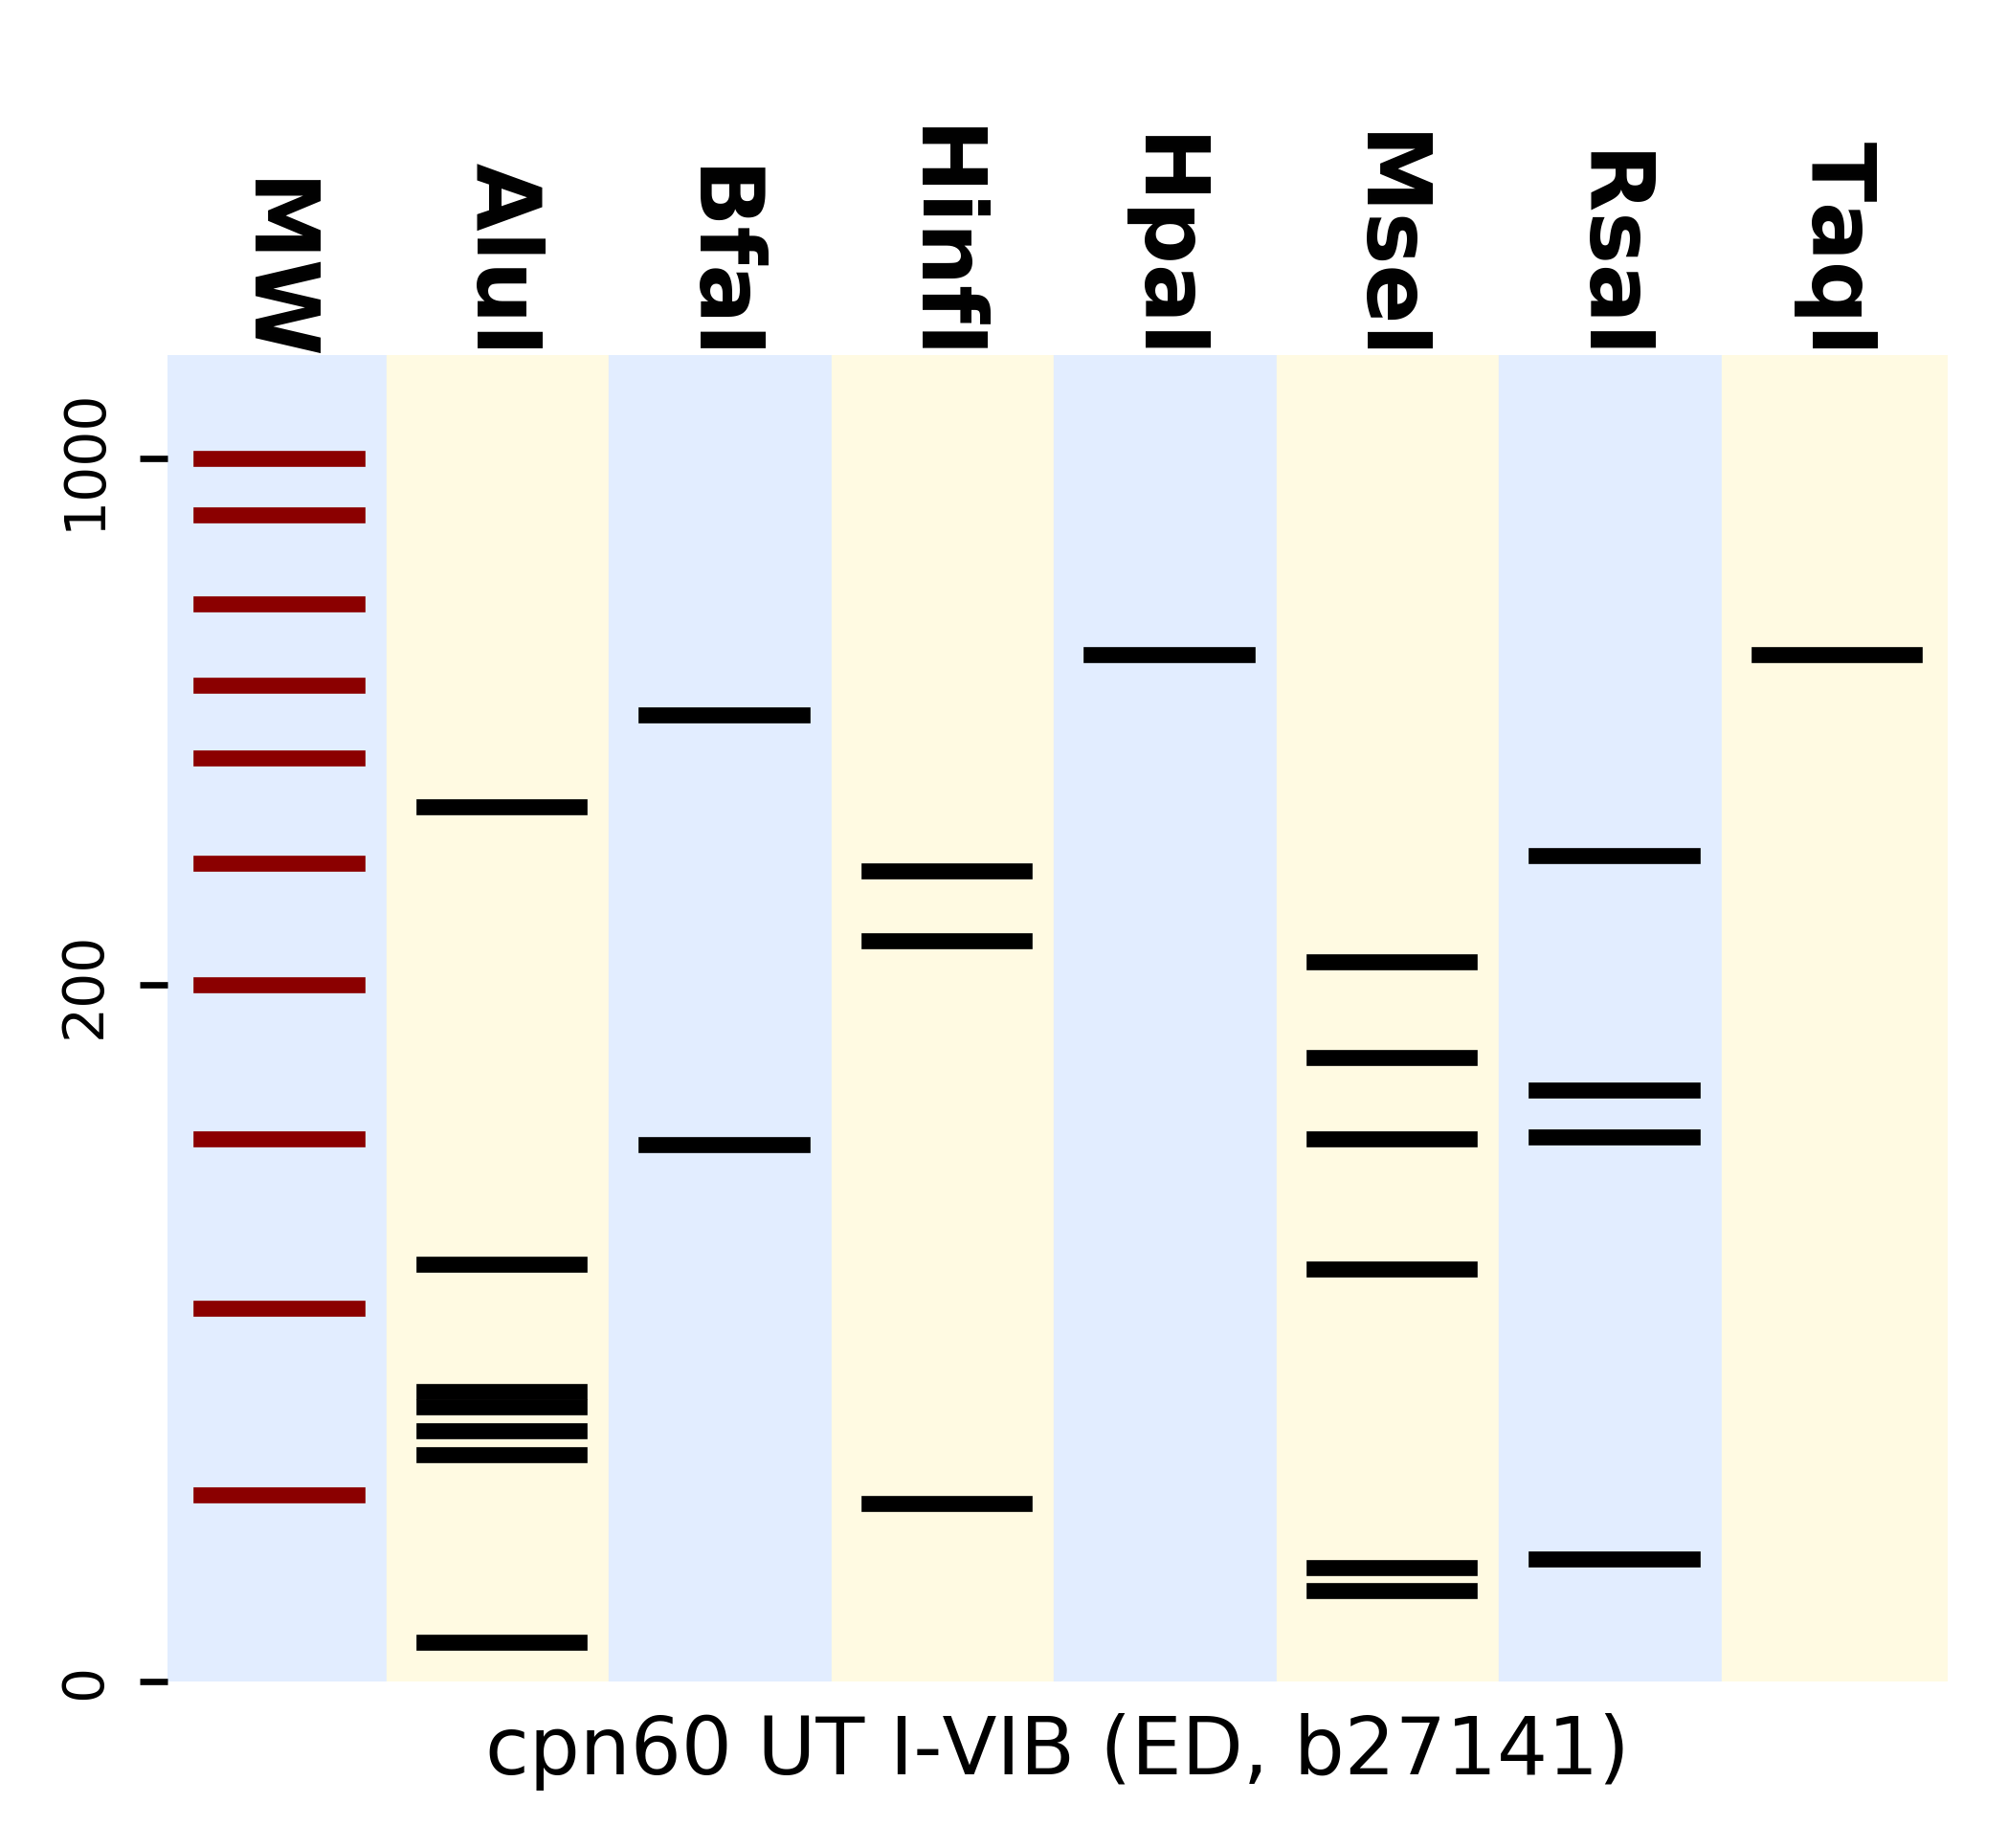 MW
AluI
BfaI
HinfI
HpaI
MseI
RsaI
TaqI
1000
200
0
cpn60 UT I-VIB (ED, b27141)